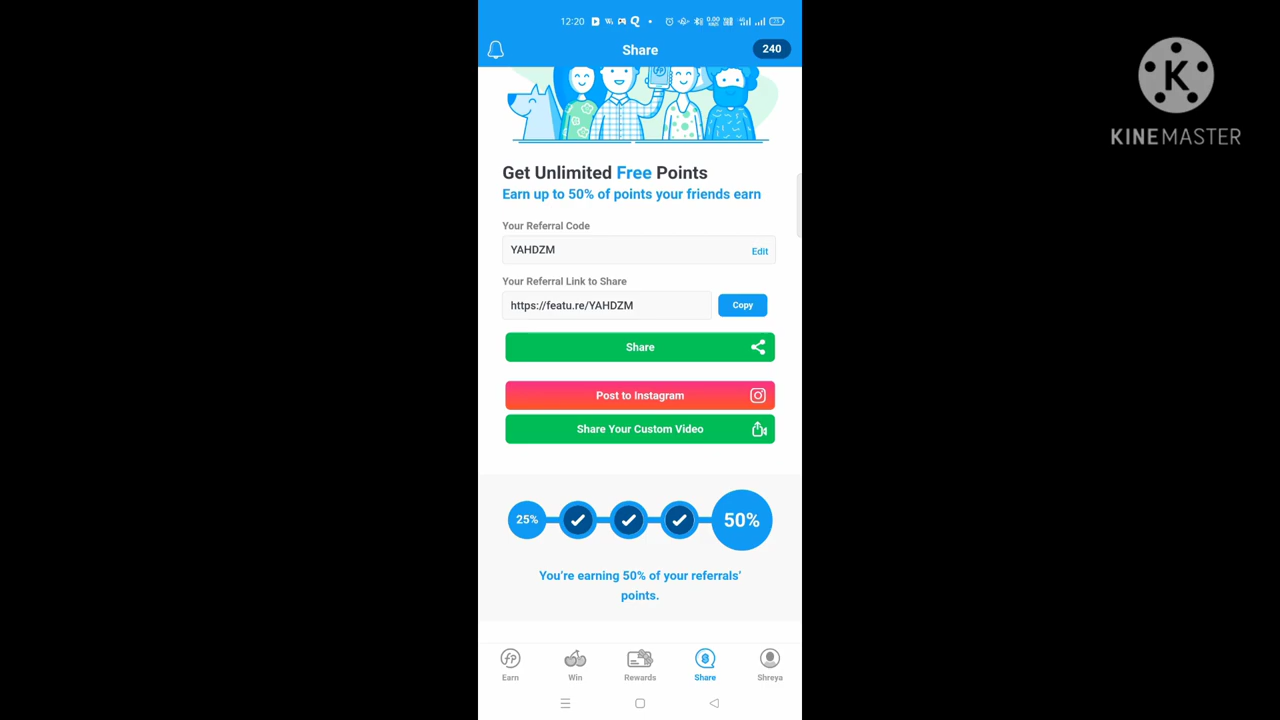 12:20
Share
240
KINEMASTER
Get Unlimited Free Points
Earn up to 50% of points your friends earn
Your Referral Code
YAHDZM
Edit
Your Referral Link to Share
https://featu.re/YAHDZM
Copy
Share
Post to Instagram
Share Your Custom Video
25%
50%
You're earning 50% of your referrals'
points.
Earn
Win
Rewards
Share
Shreya